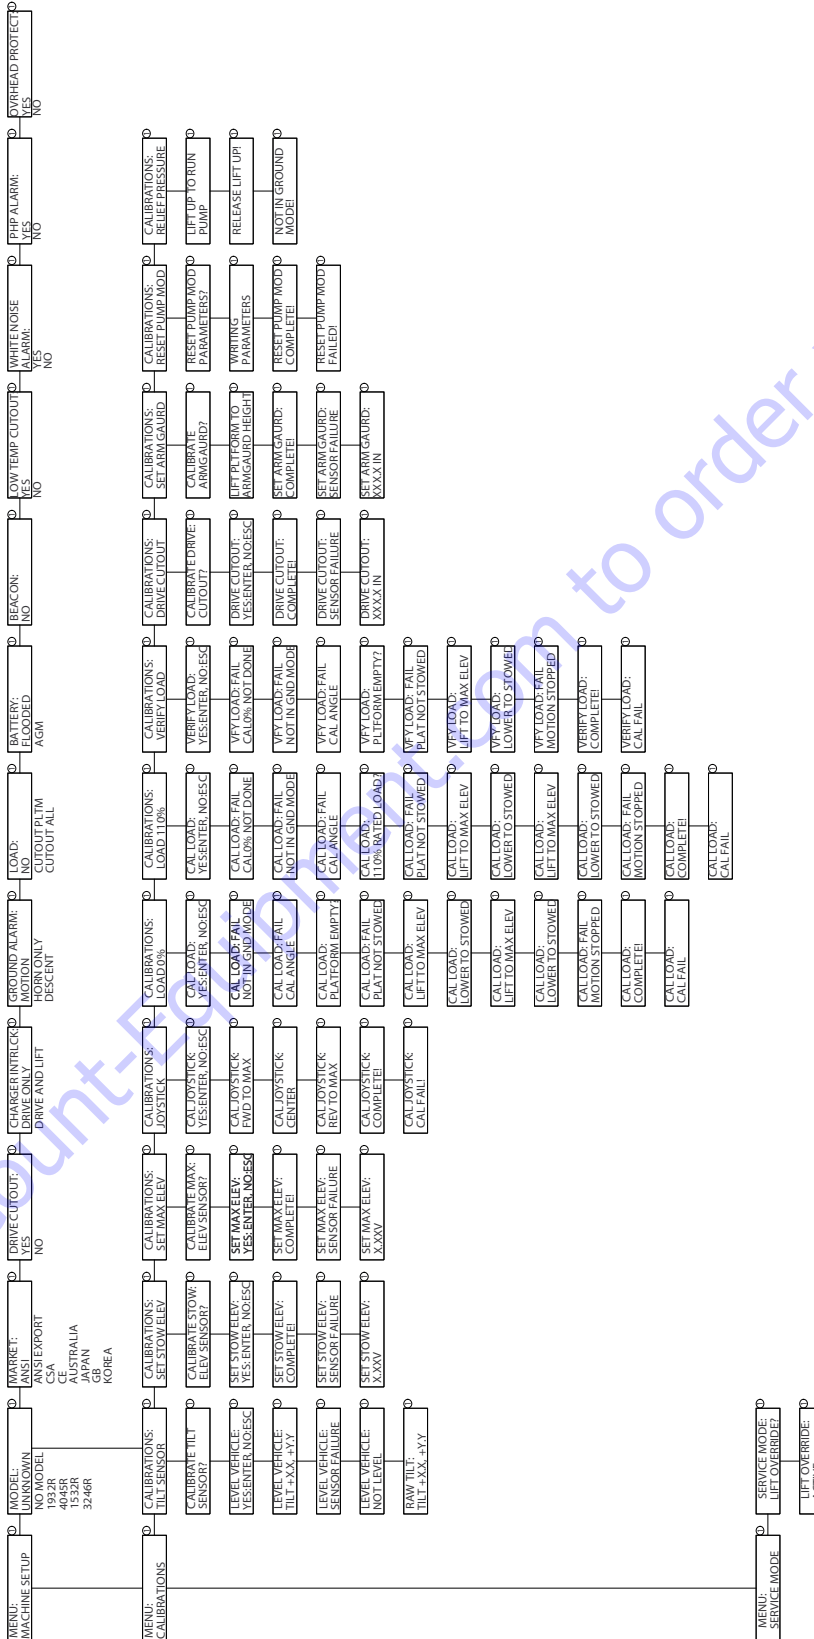 MENU:
MACHINE SETUP
MODEL:
UNKNOWN
NO MODEL
1932R
4045R
1532R
3246R
MARKET:
ANSI
ANSI EXPORT
CSA
CE
AUSTRALIA
JAPAN
GB
KOREA
DRIVE CUTOUT:
YES
NO
CHARGER INTRLCK:
DRIVE ONLY
DRIVE AND LIFT
GROUND ALARM:
MOTION
HORN ONLY
DESCENT
LOAD:
NO
CUTOUT PLTM
CUTOUT ALL
BATTERY:
FLOODED
AGM
BEACON:
NO
LOW TEMP CUTOUT
YES
NO
WHITE NOISE
ALARM:
YES
NO
PHP ALARM:
YES
NO
OVRHEAD PROTECT:
YES
NO
MENU:
CALIBRATIONS
CALIBRATIONS:
TILT SENSOR
CALIBRATE TILT
SENSOR?
LEVEL VEHICLE:
YES:ENTER, NO:ESC
LEVEL VEHICLE:
TILT +X.X, +Y.Y
LEVEL VEHICLE:
SENSOR FAILURE
LEVEL VEHICLE:
NOT LEVEL
RAW TILT:
TILT +X.X, +Y.Y
CALIBRATIONS:
SET STOW ELEV
CALIBRATE STOW:
ELEV SENSOR?
SET STOW ELEV:
YES: ENTER, NO:ESC
SET STOW ELEV:
COMPLETE!
SET STOW ELEV:
SENSOR FAILURE
SET STOW ELEV:
X.XXV
CALIBRATIONS:
SET MAX ELEV
CALIBRATE MAX:
ELEV SENSOR?
SET MAX ELEV:
YES: ENTER, NO:ESC
SET MAX ELEV:
COMPLETE!
SET MAX ELEV:
SENSOR FAILURE
SET MAX ELEV:
X.XXV
CALIBRATIONS:
JOYSTICK
CAL JOYSTICK:
YES:ENTER, NO:ESC
CAL JOYSTICK:
FWD TO MAX
CAL JOYSTICK:
CENTER
CAL JOYSTICK:
REV TO MAX
CAL JOYSTICK:
COMPLETE!
CAL JOYSTICK:
CAL FAIL!
CALIBRATIONS:
LOAD 0%
CAL LOAD:
YES:ENTER, NO:ESC
CAL LOAD: FAIL
NOT IN GND MODE
CAL LOAD: FAIL
CAL ANGLE
CAL LOAD:
PLATFORM EMPTY?
CAL LOAD: FAIL
PLAT NOT STOWED
CAL LOAD:
LIFT TO MAX ELEV
CAL LOAD:
LOWER TO STOWED
CAL LOAD:
LIFT TO MAX ELEV
CAL LOAD:
LOWER TO STOWED
CAL LOAD: FAIL
MOTION STOPPED
CAL LOAD:
COMPLETE!
CAL LOAD:
CAL FAIL
CALIBRATIONS:
LOAD 110%
CAL LOAD:
YES:ENTER, NO:ESC
CAL LOAD: FAIL
CAL0% NOT DONE
CAL LOAD: FAIL
NOT IN GND MODE
CAL LOAD: FAIL
CAL ANGLE
CAL LOAD:
110% RATED LOAD?
CAL LOAD: FAIL
PLAT NOT STOWED
CAL LOAD:
LIFT TO MAX ELEV
CAL LOAD:
LOWER TO STOWED
CAL LOAD:
LIFT TO MAX ELEV
CAL LOAD:
LOWER TO STOWED
CAL LOAD: FAIL
MOTION STOPPED
CAL LOAD:
COMPLETE!
CAL LOAD:
CAL FAIL
CALIBRATIONS:
VERIFY LOAD
VERIFY LOAD:
YES:ENTER, NO:ESC
VFY LOAD: FAIL
CAL0% NOT DONE
VFY LOAD: FAIL
NOT IN GND MODE
VFY LOAD: FAIL
CAL ANGLE
VFY LOAD:
PLTFORM EMPTY?
VFY LOAD: FAIL
PLAT NOT STOWED
VFY LOAD:
LIFT TO MAX ELEV
VFY LOAD:
LOWER TO STOWED
VFY LOAD: FAIL
MOTION STOPPED
VERIFY LOAD:
COMPLETE!
VERIFY LOAD:
CAL FAIL
CALIBRATIONS:
DRIVE CUTOUT
CALIBRATE DRIVE:
CUTOUT?
DRIVE CUTOUT:
YES:ENTER, NO:ESC
DRIVE CUTOUT:
COMPLETE!
DRIVE CUTOUT:
SENSOR FAILURE
DRIVE CUTOUT:
XXX.X IN
CALIBRATIONS:
SET ARM GAURD
CALIBRATE
ARMGAURD?
LIFT PLTFORM TO
ARMGAURD HEIGHT
SET ARM GAURD:
COMPLETE!
SET ARM GAURD:
SENSOR FAILURE
SET ARM GAURD:
XXX.X IN
CALIBRATIONS:
RESET PUMP MOD
RESET PUMP MOD
PARAMETERS?
WRITING
PARAMETERS
RESET PUMP MOD
COMPLETE!
RESET PUMP MOD
FAILED!
CALIBRATIONS:
RELIEF PRESSURE
LIFT UP TO RUN
PUMP
RELEASE LIFT UP!
NOT IN GROUND
MODE!
MENU:
SERVICE MODE
SERVICE MODE:
LIFT OVERRIDE?
LIFT OVERRIDE:
ount-Equipment.com to order